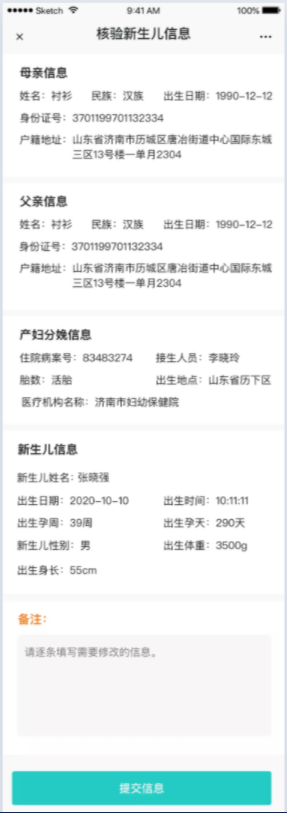 Sketch 9:41 AM 100%
核验新生儿信息
母亲信息
姓名：衬衫 民族：汉族 出生日期：1990-12-12
身份证号：3701199701132334
户籍地址：山东省济南市历城区唐冶街道中心国际东城
三区13号楼一单月2304
父亲信息
姓名：衬衫 民族：汉族 出生日期：1990-12-12
身份证号：3701199701132334
户籍地址：山东省济南市历城区唐冶街道中心国际东城
三区13号楼一单月2304
产妇分娩信息
住院病案号：83483274 接生人员：李晓玲
胎数：活胎 出生地点：山东省历下区
医疗机构名称：济南市妇幼保健院
新生儿信息
新生儿姓名：张晓强
出生日期：2020-10-10 出生时间：10:11:11
出生孕周：39周 出生孕天：290天
新生儿性别：男 出生体重：3500g
出生身长：55cm
备注：
请逐条填写需要修改的信息。
提交信息